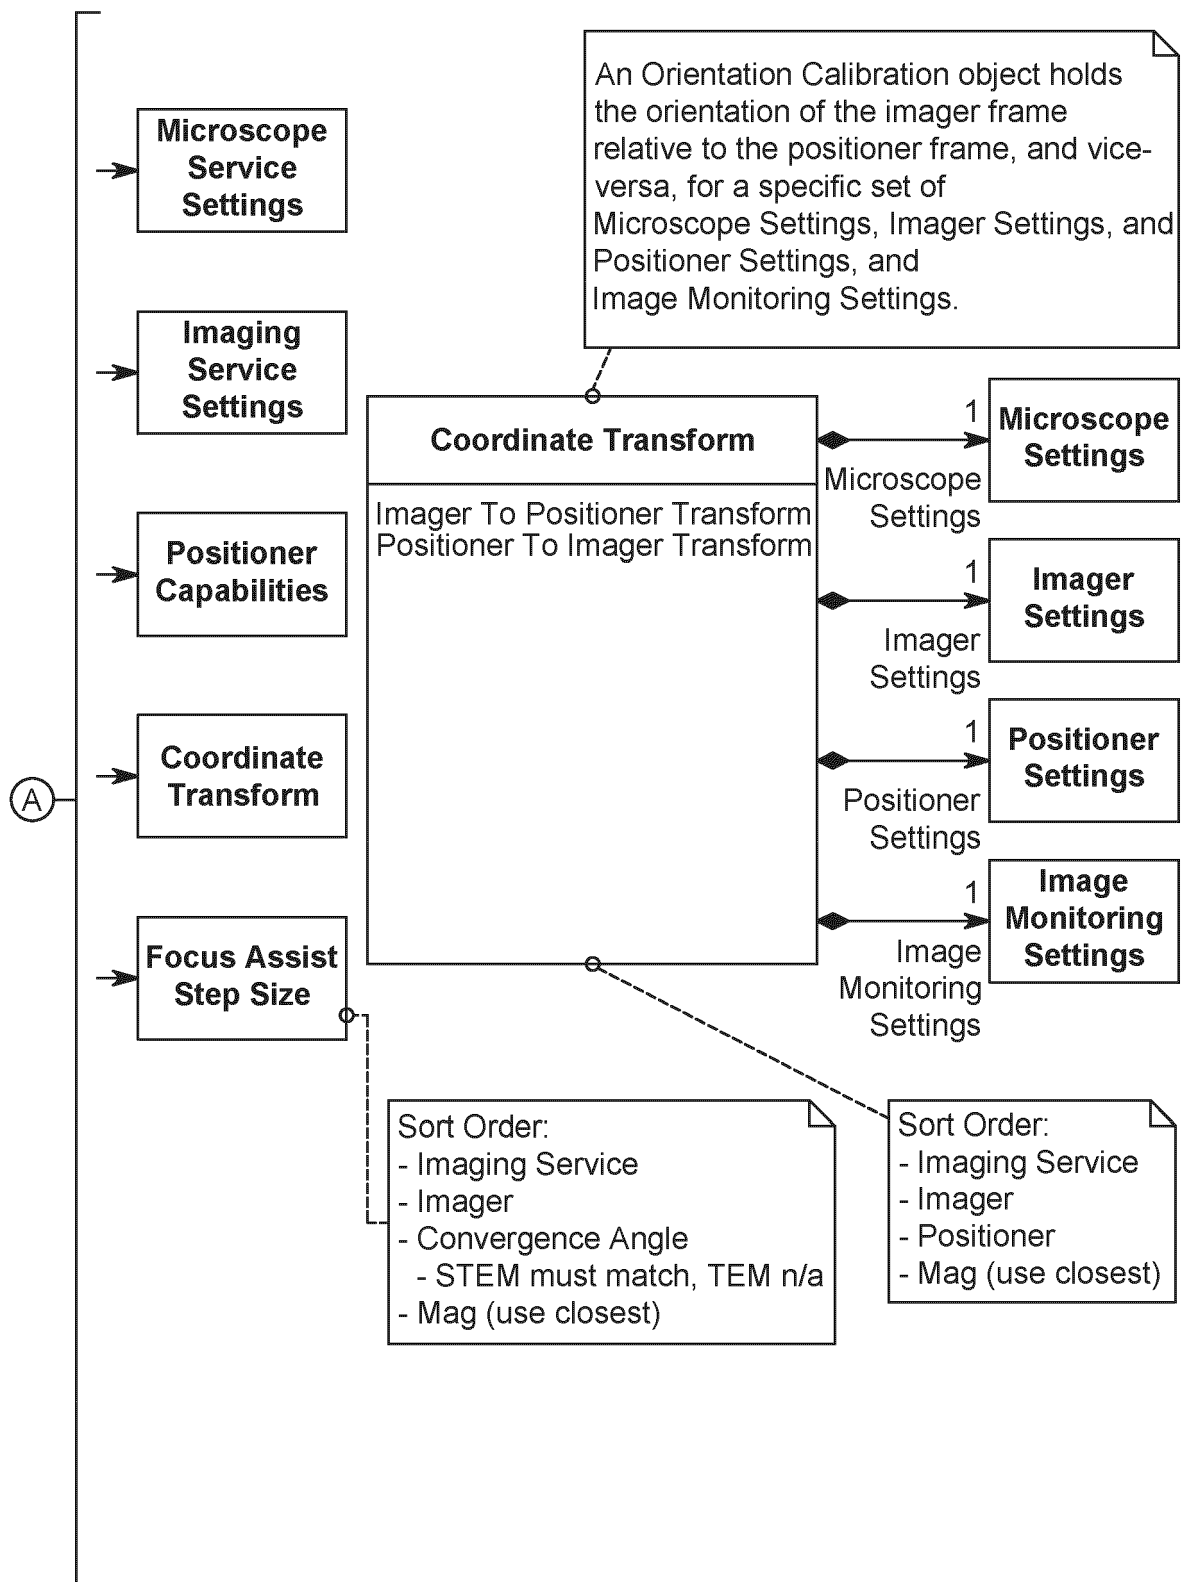 An Orientation Calibration object holds
the orientation of the imager frame
relative to the positioner frame, and vice-
versa, for a specific set of
Microscope Settings, Imager Settings, and
Positioner Settings, and
Image Monitoring Settings.
Microscope
Service
Settings
Imaging
Service
Settings
Positioner
Capabilities
Coordinate
Transform
A
Focus Assist
Step Size
Coordinate Transform
Imager To Positioner Transform
Positioner To Imager Transform
1
Microscope
Settings
Microscope
Settings
1
Imager
Settings
Imager
Settings
1
Positioner
Settings
Positioner
Settings
1
Image
Monitoring
Settings
Image
Monitoring
Settings
Sort Order:
- Imaging Service
- Imager
- Convergence Angle
- STEM must match, TEM n/a
- Mag (use closest)
Sort Order:
- Imaging Service
- Imager
- Positioner
- Mag (use closest)